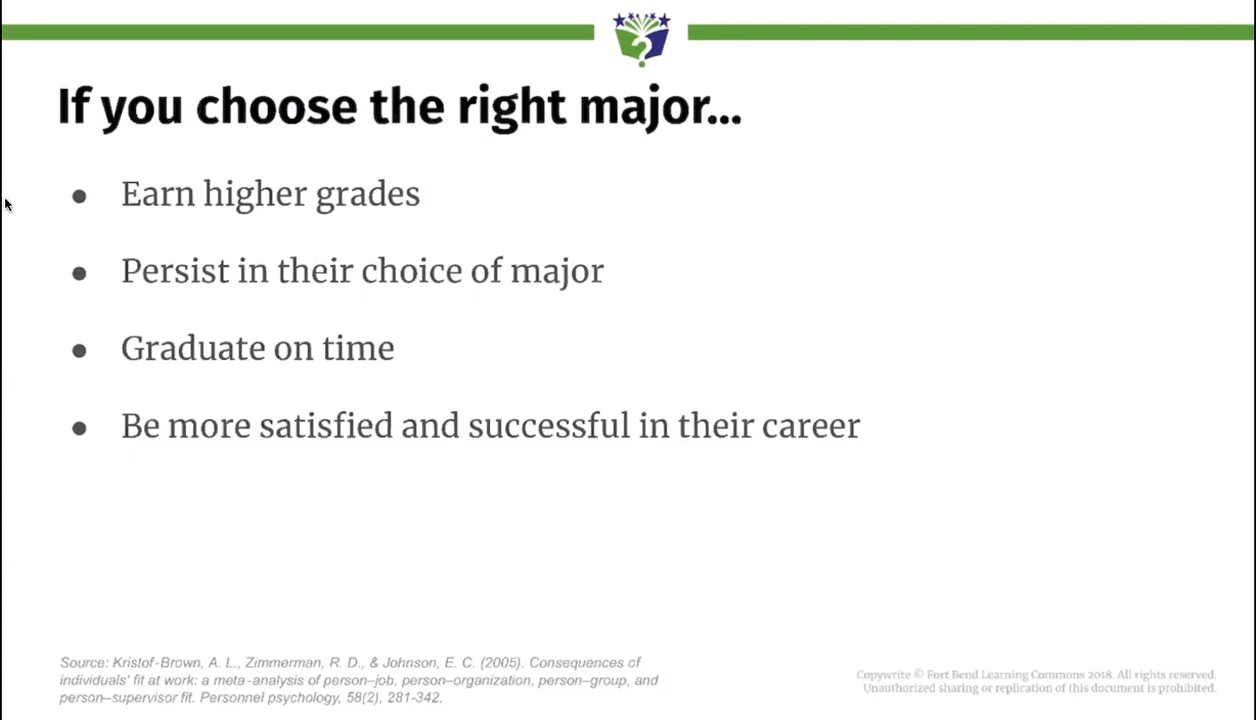 If you choose the right major...
● Earn higher grades
● Persist in their choice of major
● Graduate on time
● Be more satisfied and successful in their career
Source: Kristof-Brown, A. L., Zimmerman, R. D., & Johnson, E. C. (2005). Consequences of
individuals' fit at work: a meta-analysis of person–job, person–organization, person–group, and
person–supervisor fit. Personnel psychology, 58(2), 281-342.
Copywrite © Fort Bend Learning Commons 2018. All rights reserved.
Unauthorized sharing or replication of this document is prohibited.